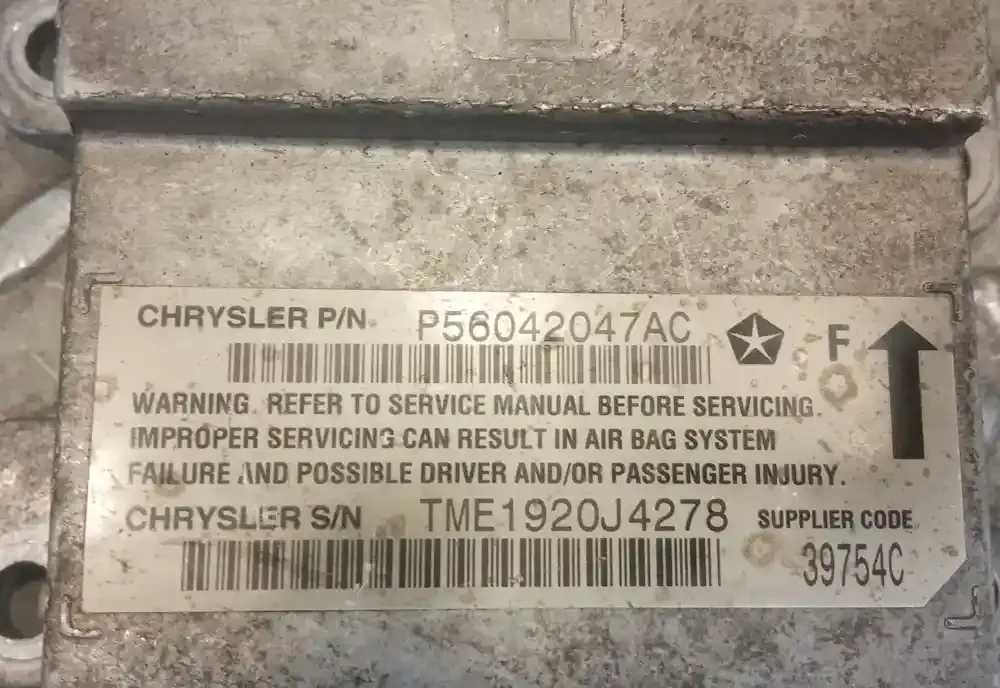 CHRYSLER P/N. P56042047AC
F
WARNING. REFER TO SERVICE MANUAL BEFORE SERVICING.
IMPROPER SERVICING CAN RESULT IN AIR BAG SYSTEM
FAILURE AND POSSIBLE DRIVER AND/OR PASSENGER INJURY.
CHRYSLER S/N TME1920J4278 SUPPLIER CODE
39754C